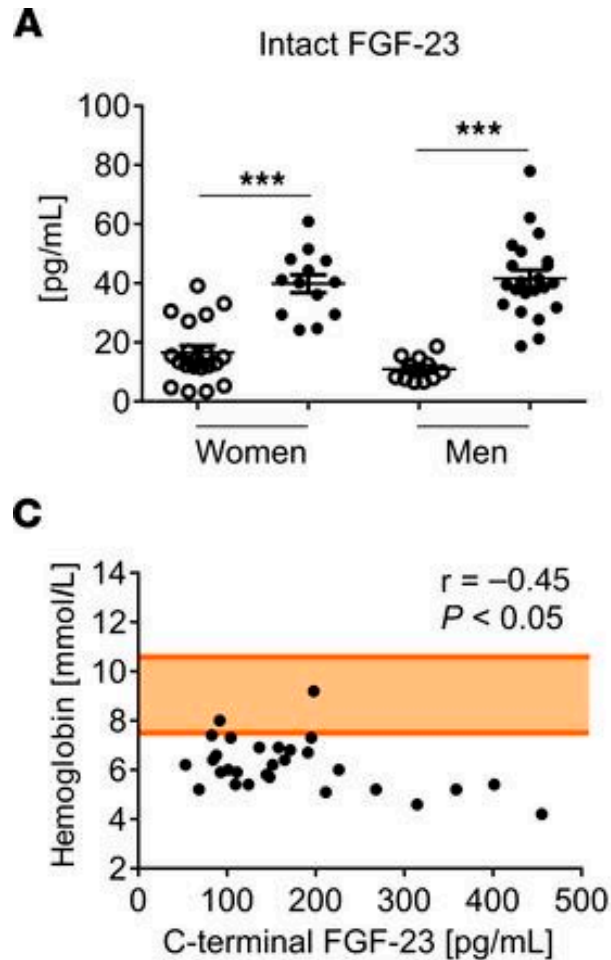 A
Intact FGF-23
[pg/mL]
100
80
60
40
20
0
***
***
Women
Men
C
Hemoglobin [mmol/L]
14
12
10
8
6
4
2
r = –0.45
P < 0.05
0 100 200 300 400 500
C-terminal FGF-23 [pg/mL]